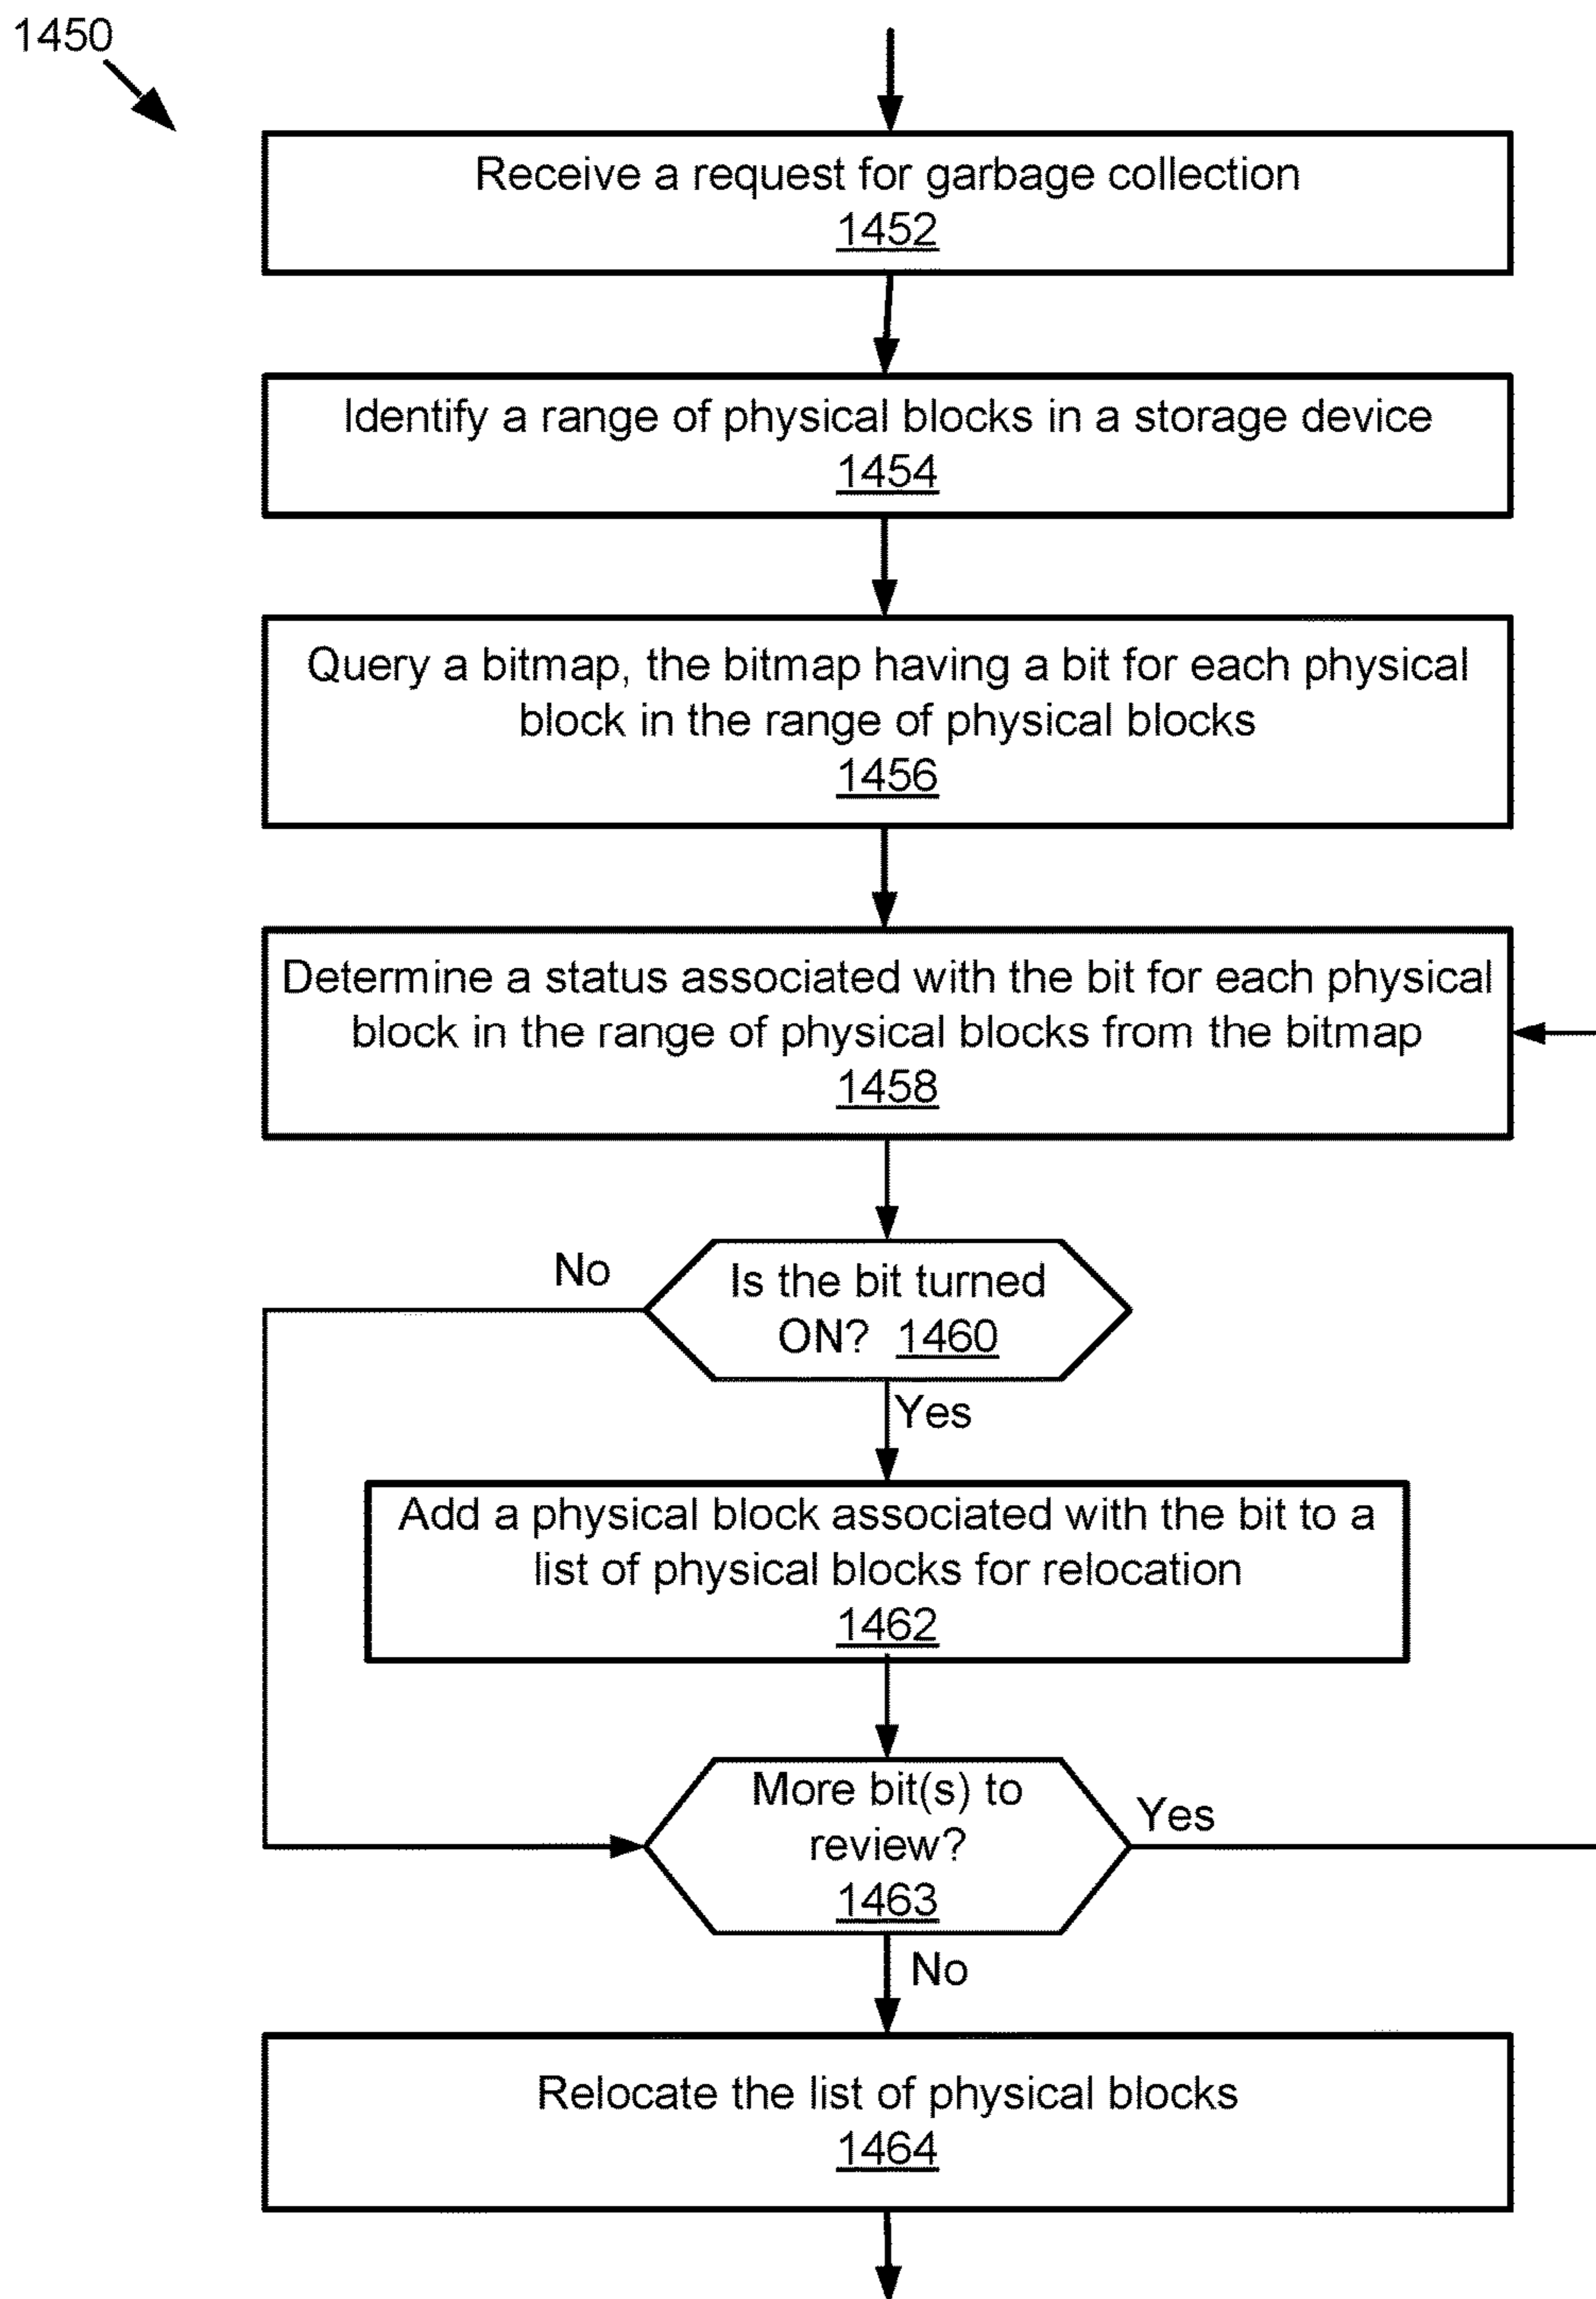 1450
Receive a request for garbage collection
1452
Identify a range of physical blocks in a storage device
1454
Query a bitmap, the bitmap having a bit for each physical
block in the range of physical blocks
1456
Determine a status associated with the bit for each physical
block in the range of physical blocks from the bitmap
1458
No
Is the bit turned
ON? 1460
Yes
Add a physical block associated with the bit to a
list of physical blocks for relocation
1462
More bit(s) to
review?
1463
Yes
No
Relocate the list of physical blocks
1464